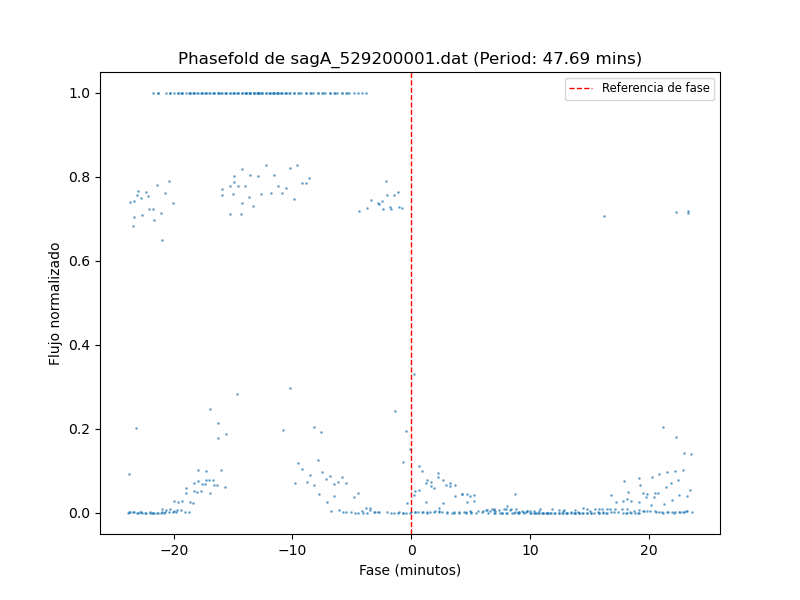 Phasefold de sagA_529200001.dat (Period: 47.69 mins)
Referencia de fase
Flujo normalizado
1.0
0.8
0.6
0.4
0.2
0.0
−20
−10
0
10
20
Fase (minutos)